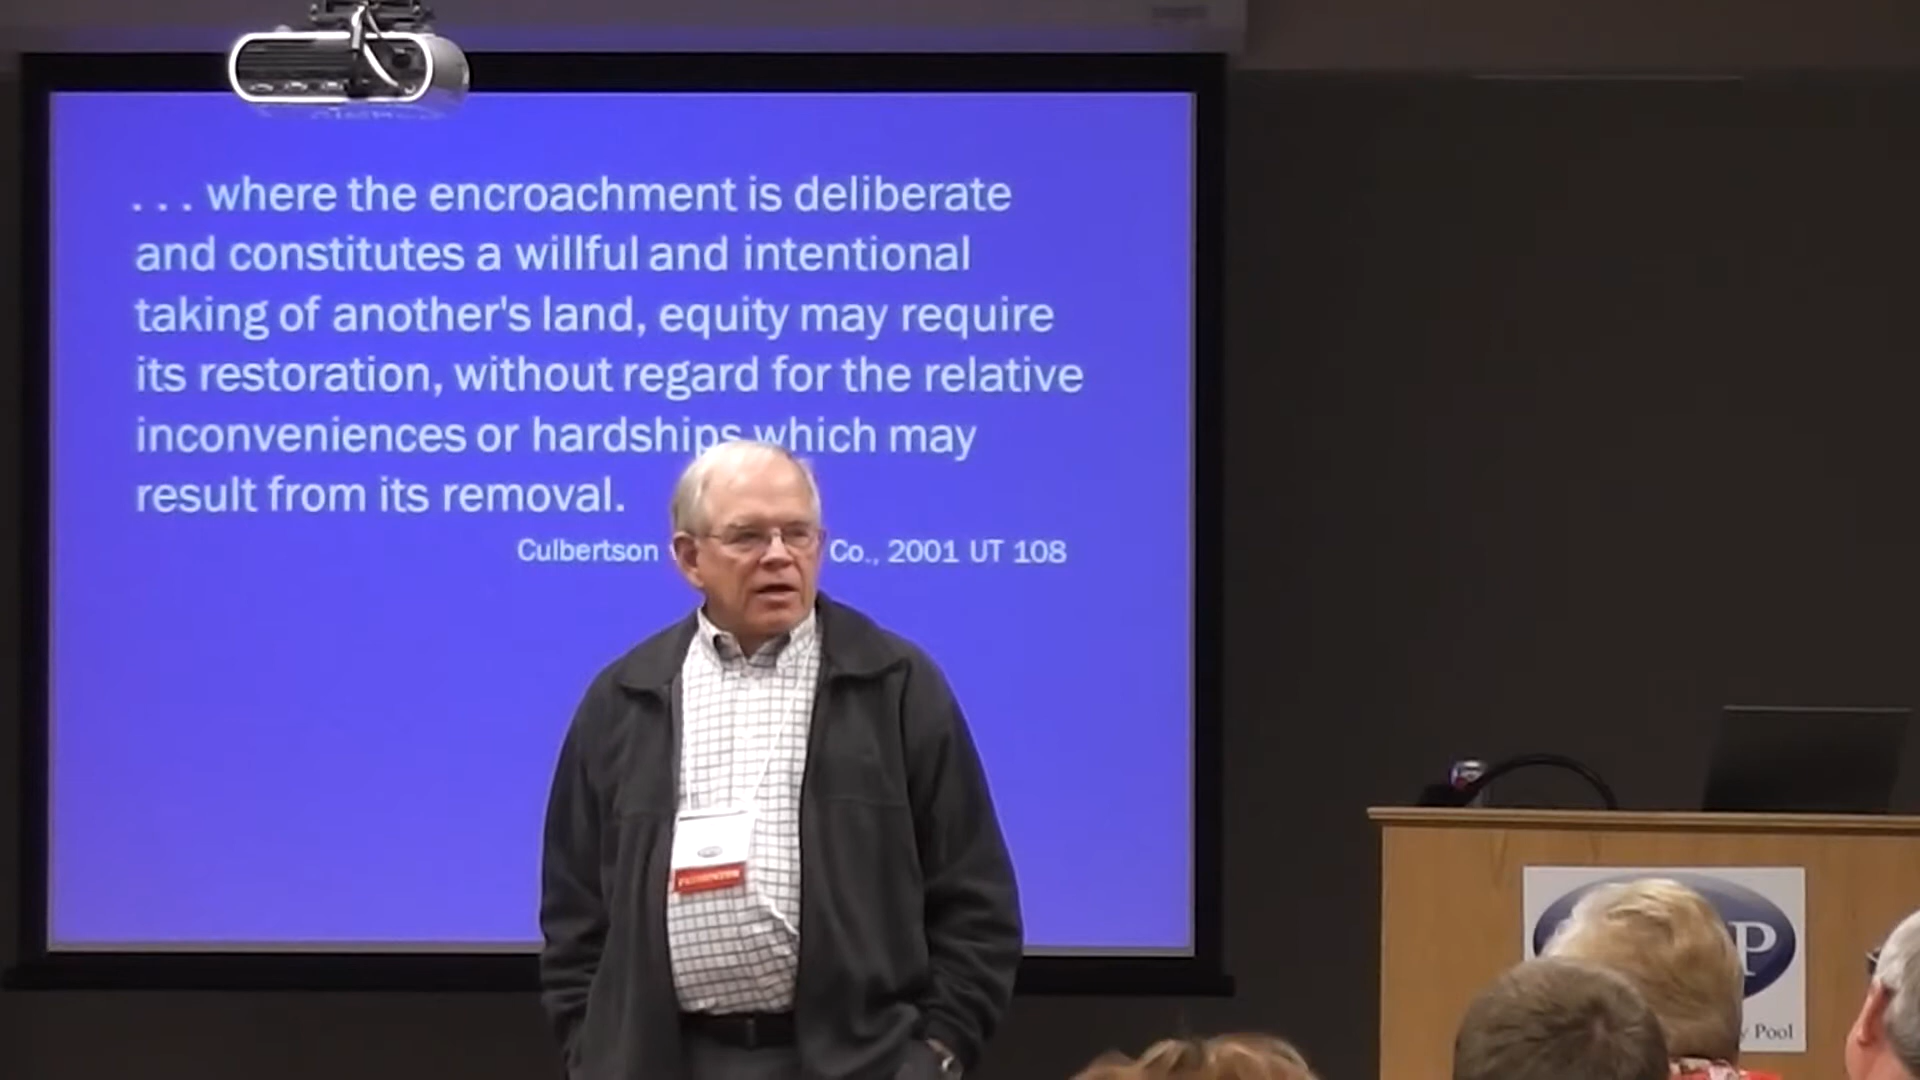 . . . where the encroachment is deliberate
and constitutes a willful and intentional
taking of another's land, equity may require
its restoration, without regard for the relative
inconveniences or hardships which may
result from its removal.
Culbertson Co., 2001 UT 108
P
Pool